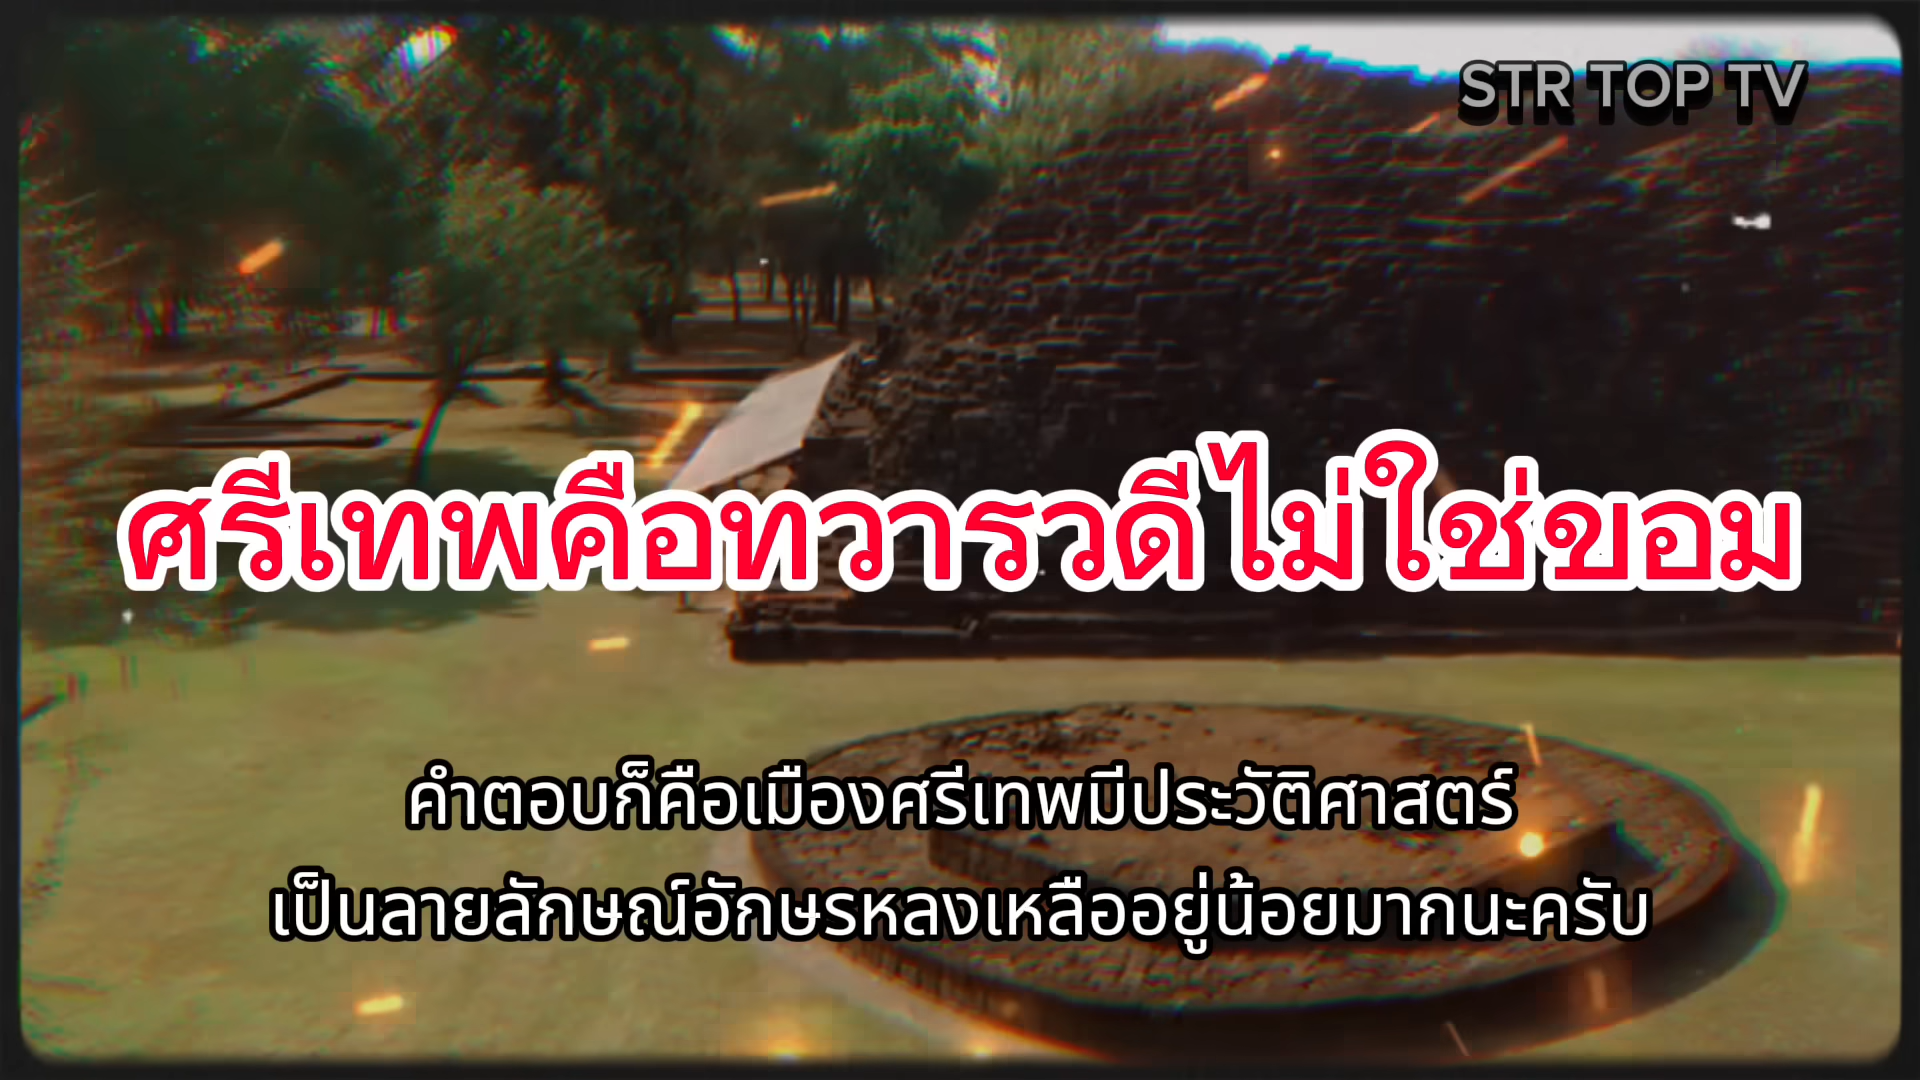 STR TOP TV
ศรีเทพคือทวารวดีไม่ใช่ขอม
คำตอบก็คือเมืองศรีเทพมีประวัติศาสตร์
เป็นลายลักษณ์อักษรหลงเหลืออยู่น้อยมากนะครับ